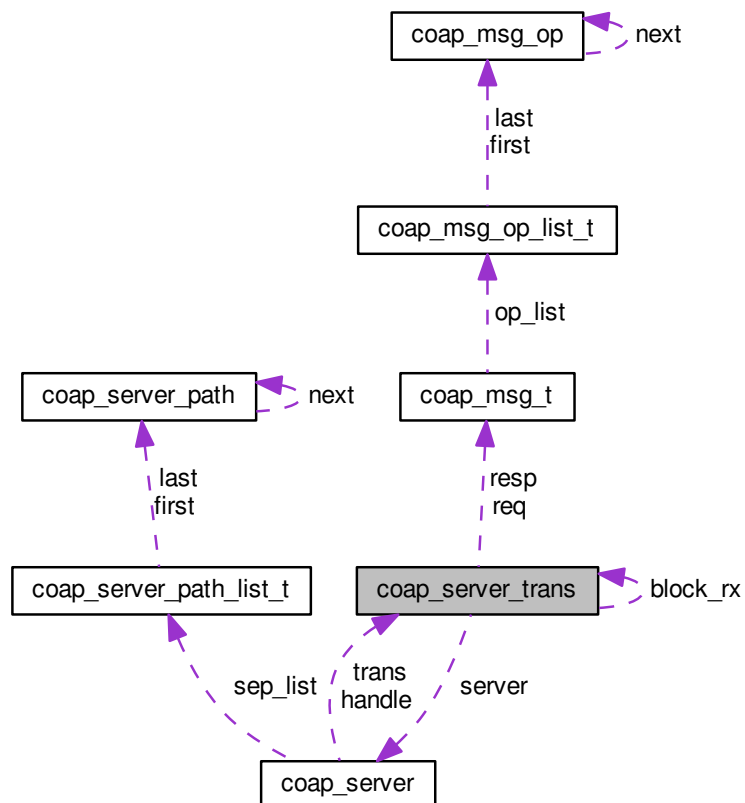 coap_msg_op
next
last
first
coap_msg_op_list_t
op_list
coap_server_path
next
coap_msg_t
last
first
resp
req
coap_server_path_list_t
coap_server_trans
block_rx
sep_list
trans
handle
server
coap_server